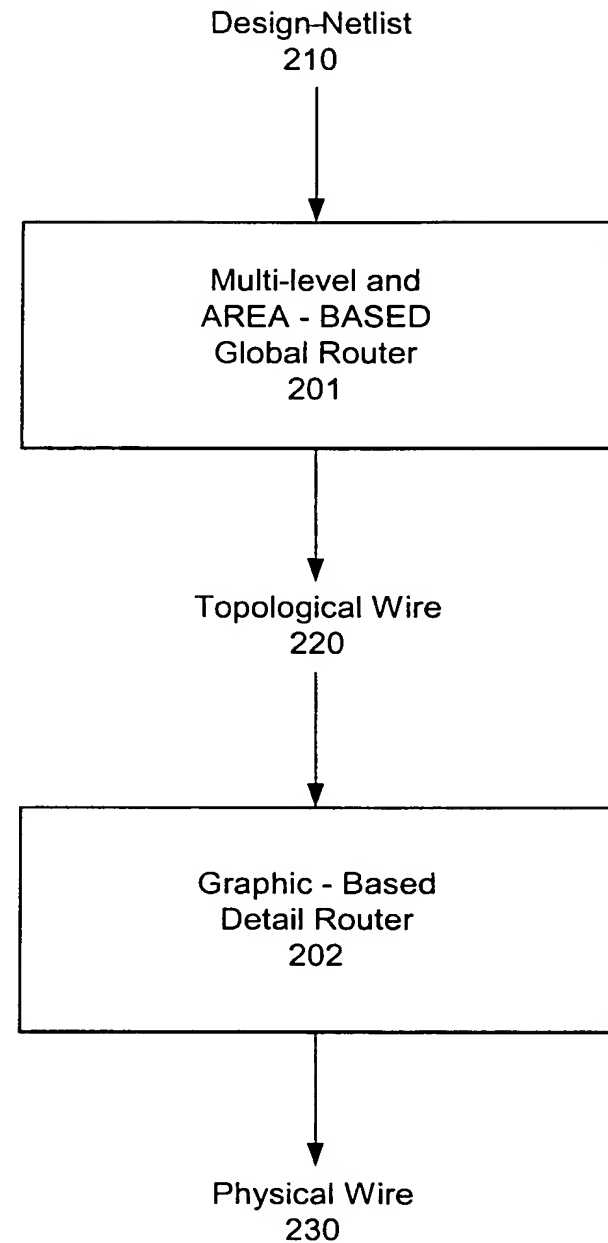 Design-Netlist
210
Multi-level and
AREA - BASED
Global Router
201
Topological Wire
220
Graphic - Based
Detail Router
202
Physical Wire
230